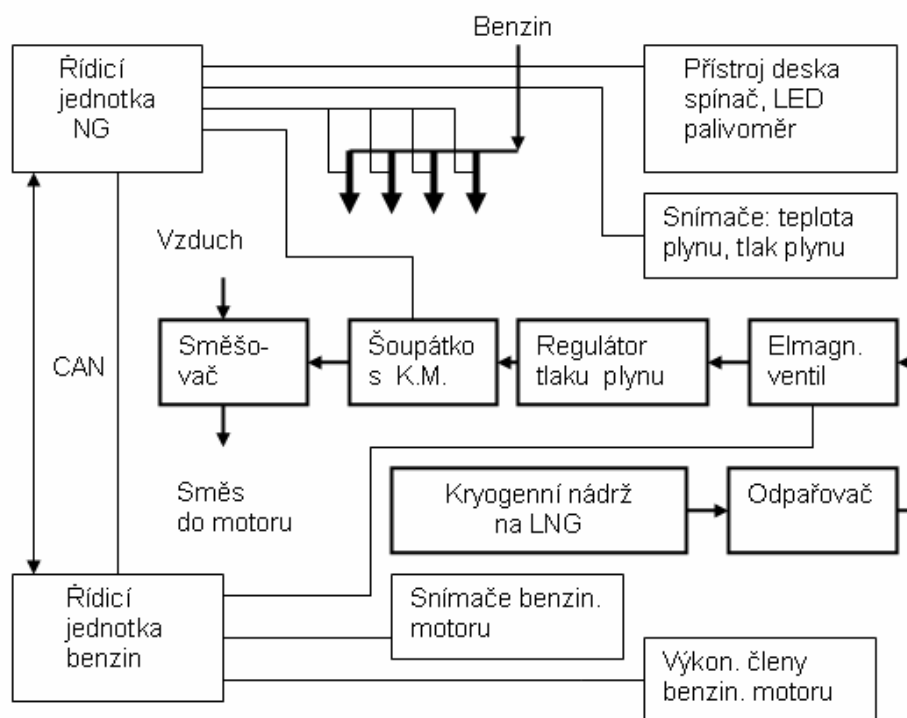 Benzin
Řídicí
jednotka
NG
Přístroj deska
spínač, LED
palivoměr
Snímače: teplota
plynu, tlak plynu
Vzduch
CAN
Směšo-
vač
Šoupátko
s K.M.
Regulátor
tlaku plynu
Elmagn.
ventil
Směs
do motoru
Kryogenní nádrž
na LNG
Odpařovač
Řídicí
jednotka
benzin
Snímače benzin.
motoru
Výkon. členy
benzin. motoru